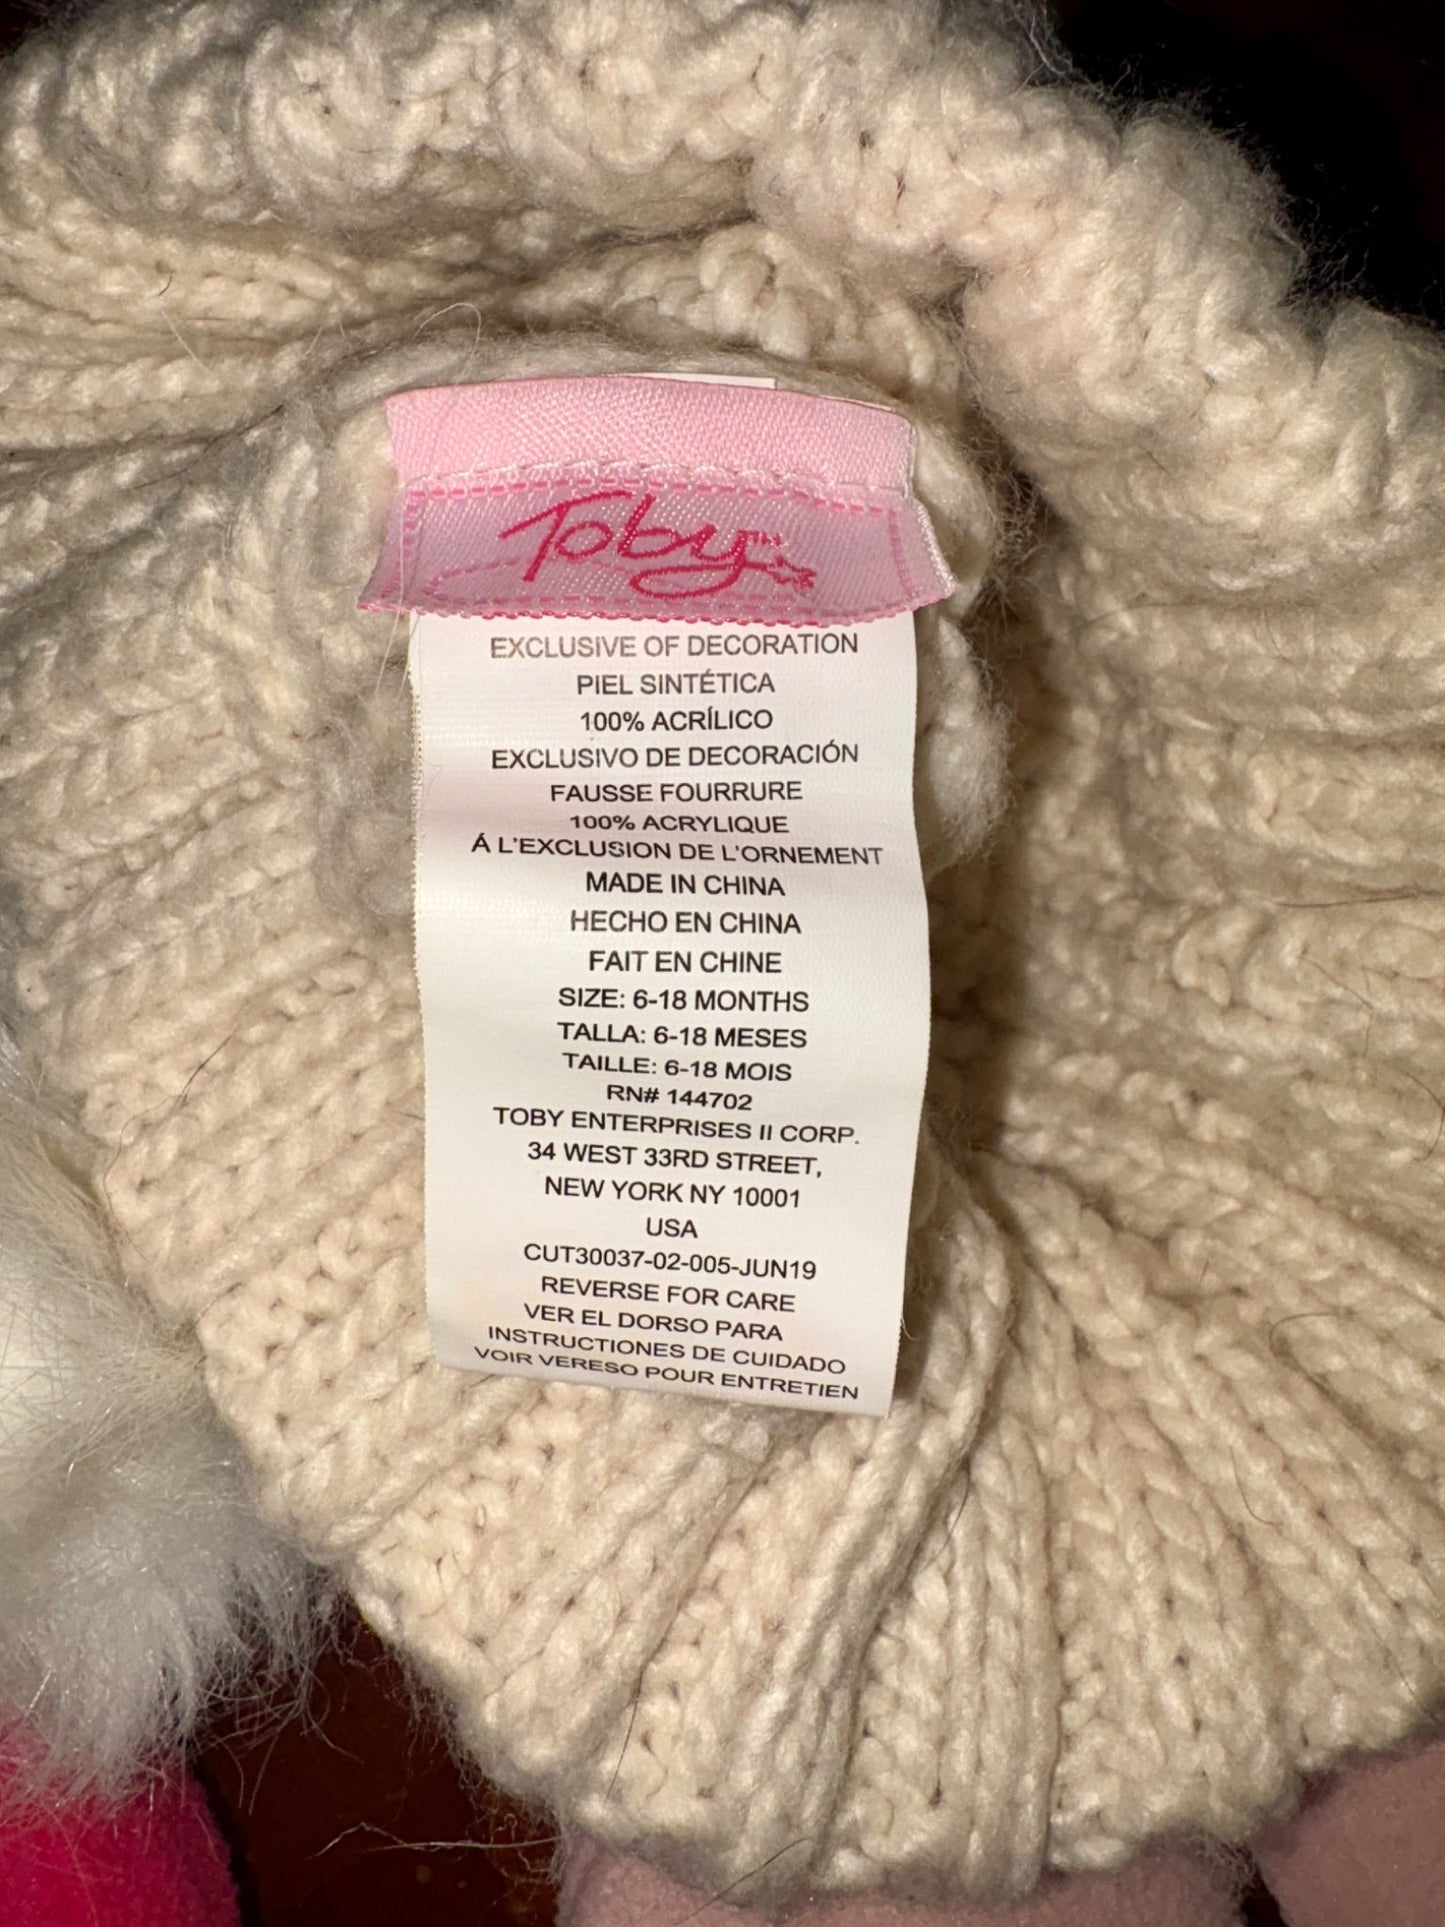 Toby™
EXCLUSIVE OF DECORATION
PIEL SINTÉTICA
100% ACRÍLICO
EXCLUSIVO DE DECORACIÓN
FAUSSE FOURRURE
100% ACRYLIQUE
Á L'EXCLUSION DE L'ORNEMENT
MADE IN CHINA
HECHO EN CHINA
FAIT EN CHINE
SIZE: 6-18 MONTHS
TALLA: 6-18 MESES
TAILLE: 6-18 MOIS
RN# 144702
TOBY ENTERPRISES II CORP.
34 WEST 33RD STREET,
NEW YORK NY 10001
USA
CUT30037-02-005-JUN19
REVERSE FOR CARE
VER EL DORSO PARA
INSTRUCTIONES DE CUIDADO
VOIR VERESO POUR ENTRETIEN